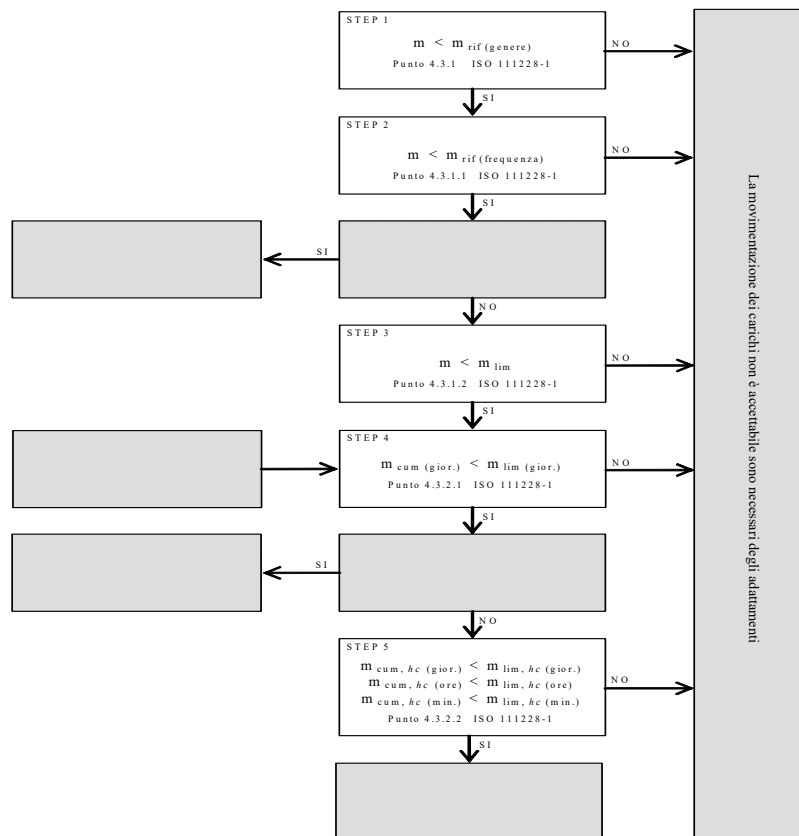 STEP 1
m < m rif (genere)
Punto 4.3.1 ISO 111228-1
NO
SI
STEP 2
m < m rif (frequenza)
Punto 4.3.1.1 ISO 111228-1
NO
SI
SI
NO
STEP 3
m < m lim
Punto 4.3.1.2 ISO 111228-1
NO
SI
STEP 4
m cum (gior.) < m lim (gior.)
Punto 4.3.2.1 ISO 111228-1
NO
SI
SI
NO
STEP 5
m cum, hc (gior.) < m lim, hc (gior.)
m cum, hc (ore) < m lim, hc (ore)
m cum, hc (min.) < m lim, hc (min.)
Punto 4.3.2.2 ISO 111228-1
NO
SI
La movimentazione dei carichi non è accettabile sono necessari degli adattamenti